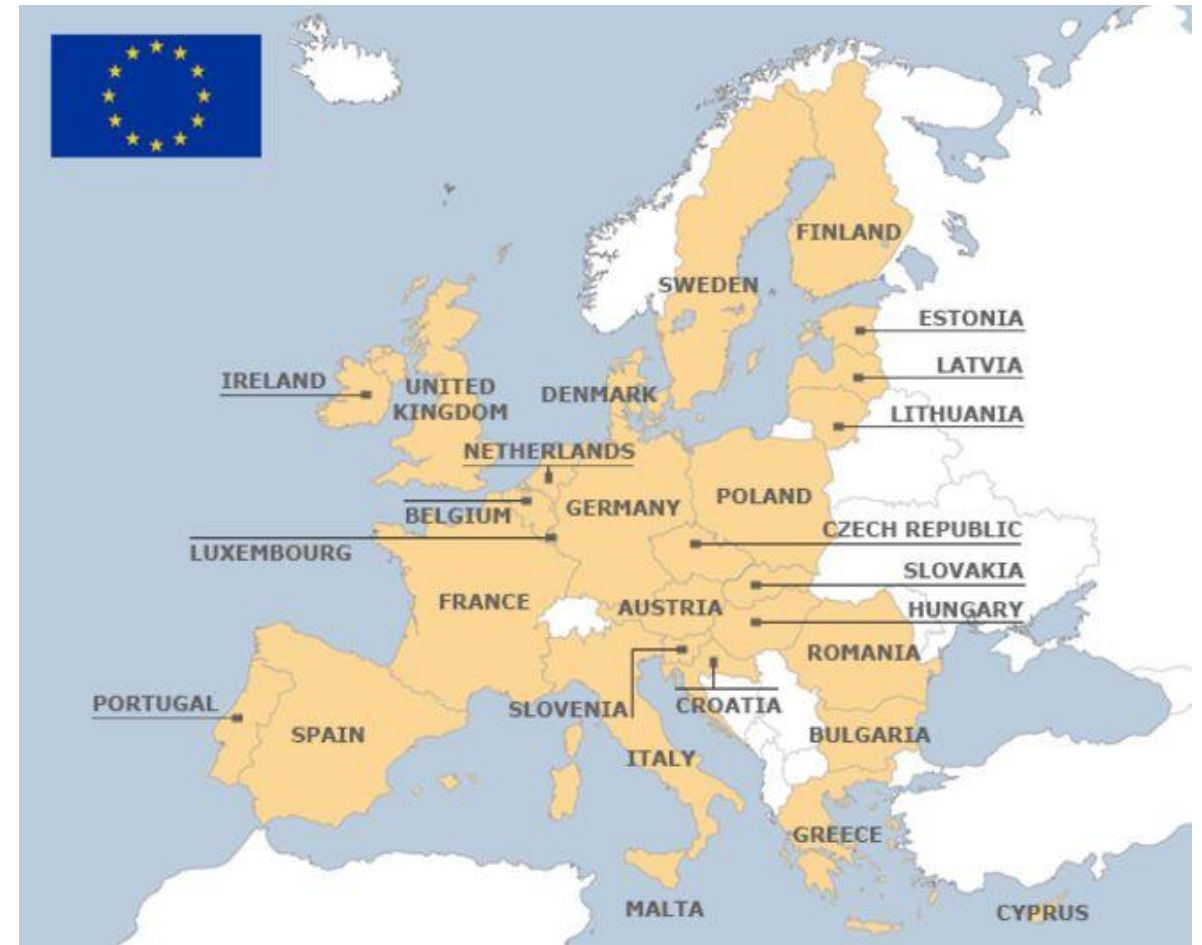 FINLAND
SWEDEN
ESTONIA
LATVIA
IRELAND
UNITED
KINGDOM
DENMARK
LITHUANIA
NETHERLANDS
POLAND
BELGIUM
GERMANY
CZECH REPUBLIC
LUXEMBOURG
SLOVAKIA
FRANCE
AUSTRIA
HUNGARY
ROMANIA
PORTUGAL
SLOVENIA
CROATIA
SPAIN
BULGARIA
ITALY
GREECE
MALTA
CYPRUS